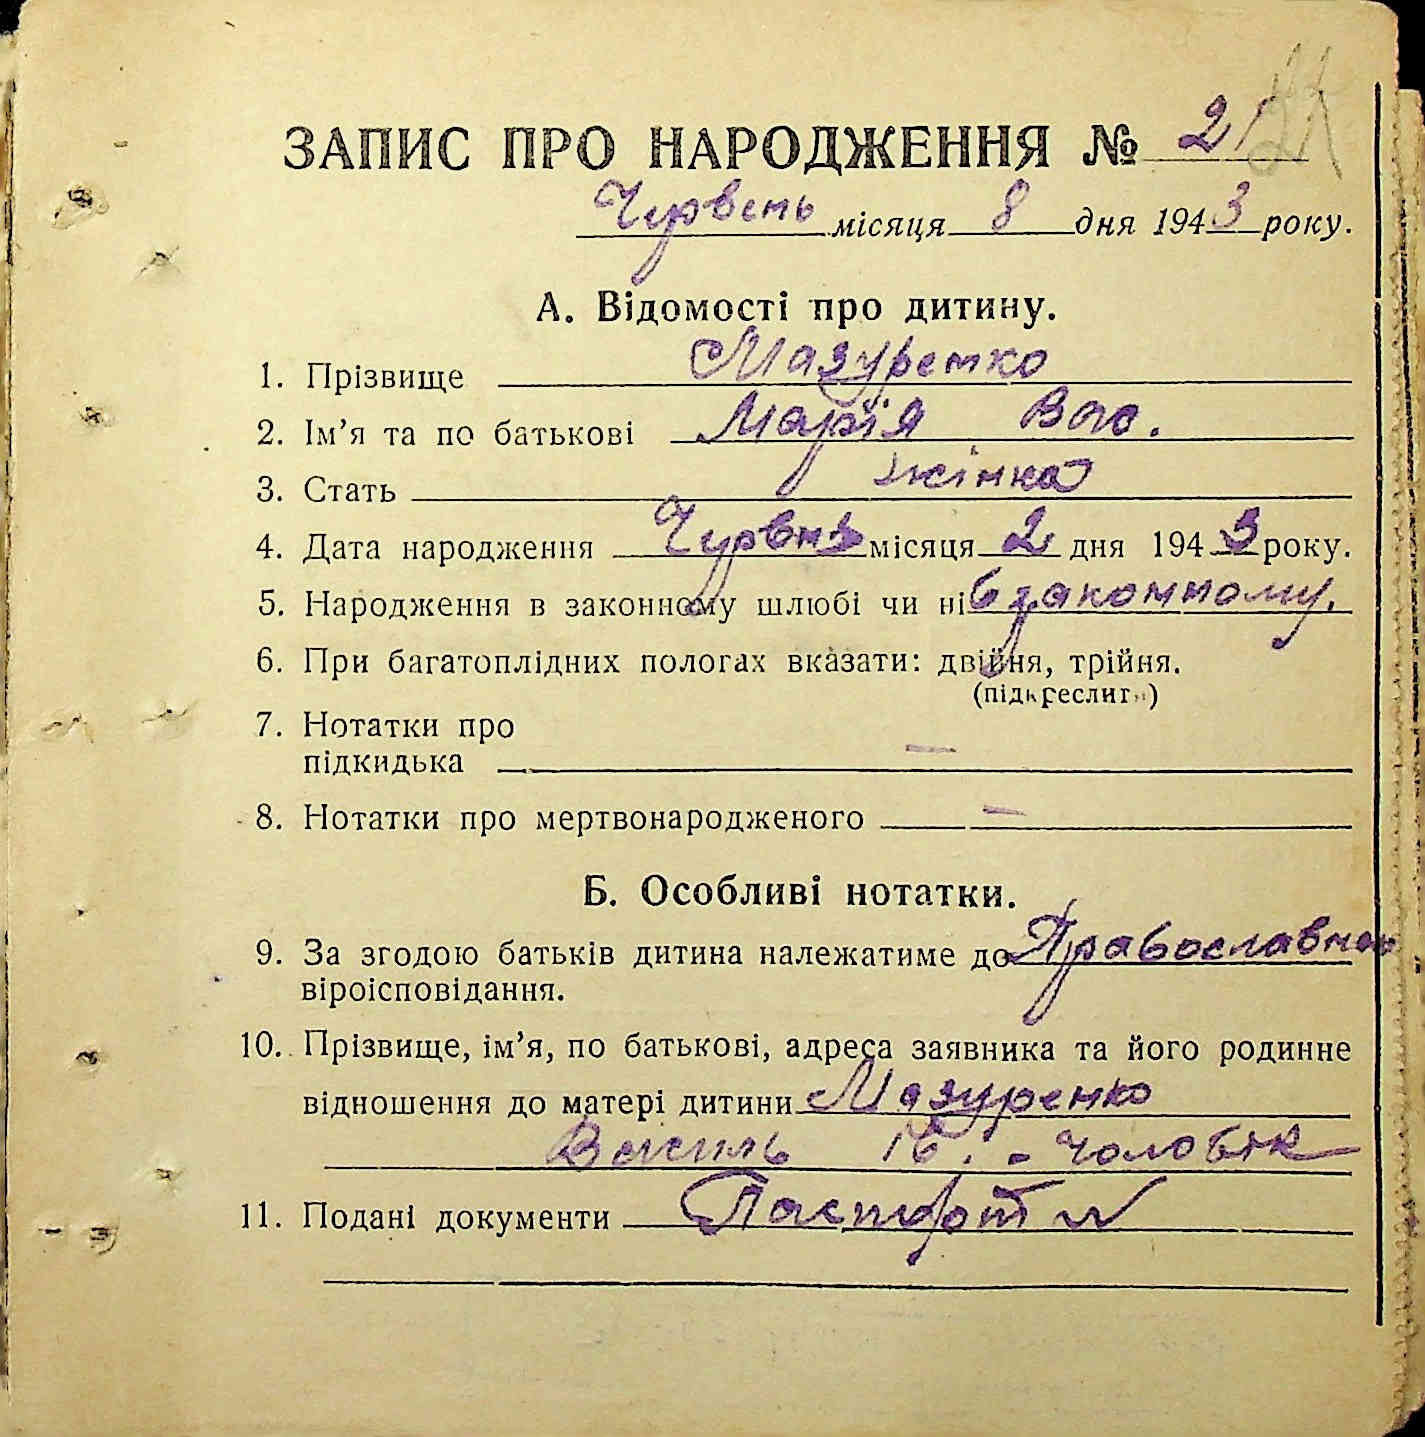 ЗАПИС ПРО НАРОДЖЕННЯ № 21
Червень місяця 8 дня 1943 року.
А. Відомості про дитину.
1. Прізвище Мазуренко
2. Ім’я та по батькові Марія Вас.
3. Стать жінка
4. Дата народження Червня місяця 2 дня 1943 року.
5. Народження в законному шлюбі чи ні в законному.
6. При багатоплідних пологах вказати: двійня, трійня.
(підкреслить)
7. Нотатки про
підкидька —
8. Нотатки про мертвонародженого —
Б. Особливі нотатки.
9. За згодою батьків дитина належатиме до Православною
віроісповідання.
10. Прізвище, ім’я, по батькові, адреса заявника та його родинне
відношення до матері дитини Мазуренко
Василь Ів. - чоловік
11. Подані документи Паспорт